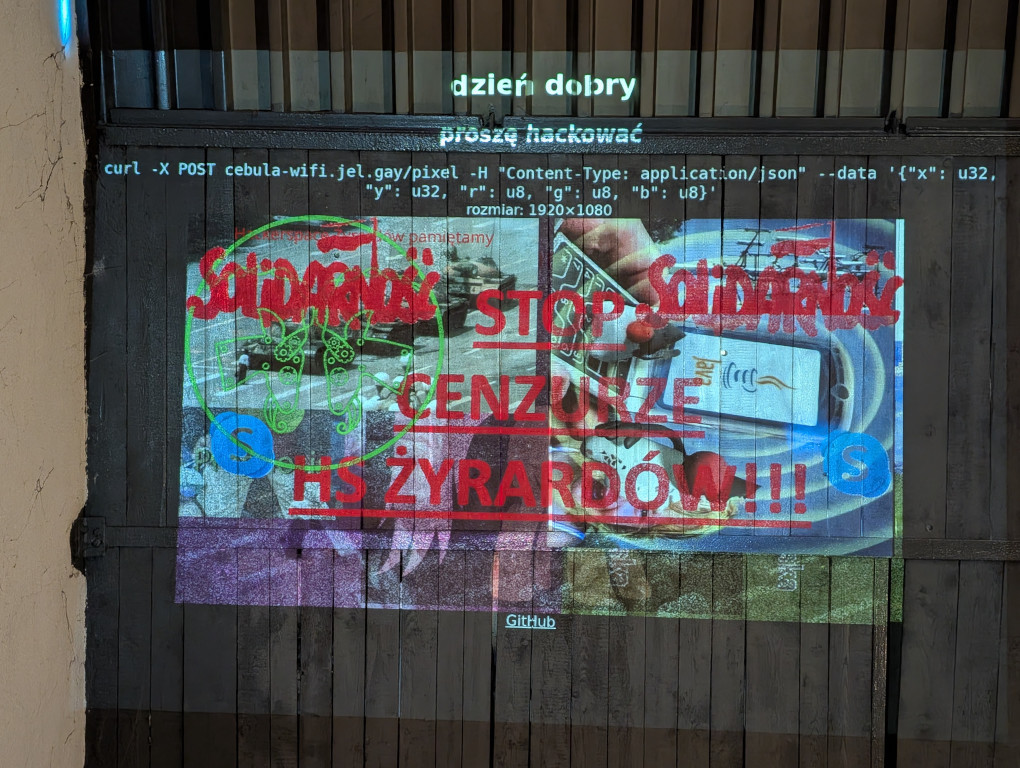 dzień dobry
proszę hackować
curl -X POST cebula-wifi.jel.gay/pixel -H "Content-Type: application/json" --data '{"x": u32,
"y": u32, "r": u8, "g": u8, "b": u8}'
rozmiar: 1920×1080
pamiętamy
SOLIDARNOŚĆ
SOLIDARNOŚĆ
STOP
CENZURZE
HS ŻYRARDÓW!!!
S
S
GitHub